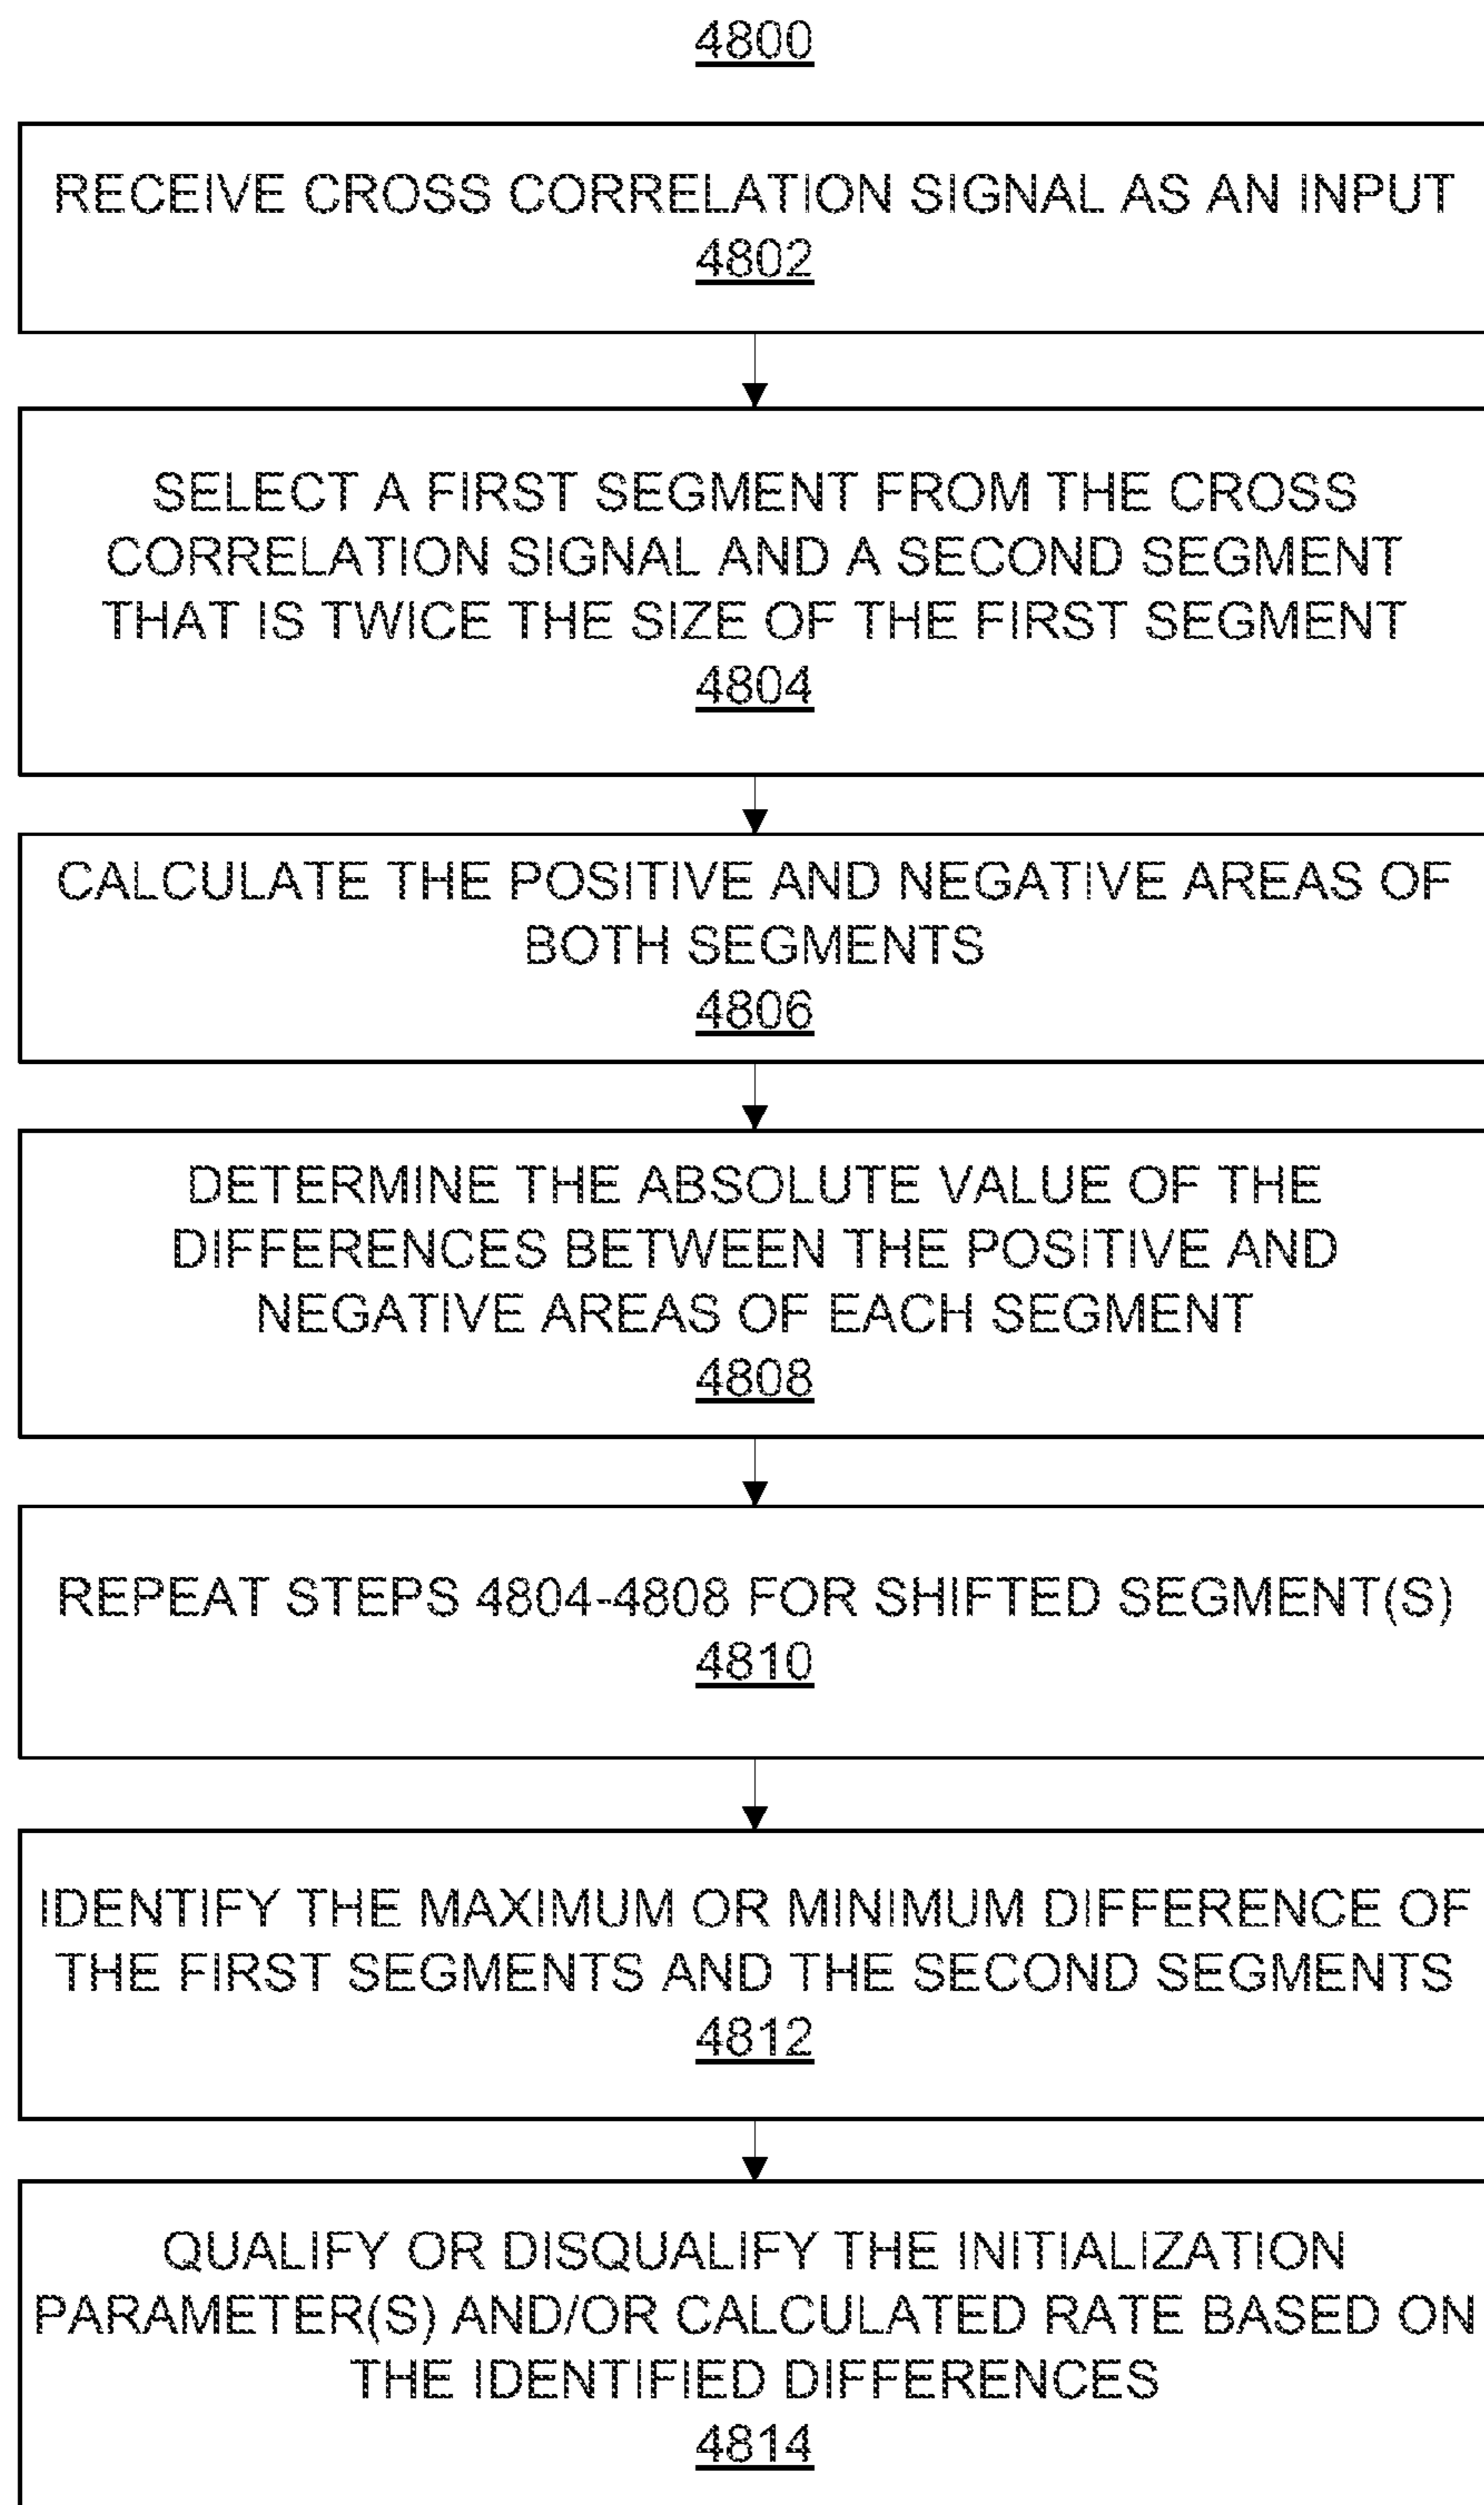 4800
RECEIVE CROSS CORRELATION SIGNAL AS AN INPUT
4802
SELECT A FIRST SEGMENT FROM THE CROSS
CORRELATION SIGNAL AND A SECOND SEGMENT
THAT IS TWICE THE SIZE OF THE FIRST SEGMENT
4804
CALCULATE THE POSITIVE AND NEGATIVE AREAS OF
BOTH SEGMENTS
4806
DETERMINE THE ABSOLUTE VALUE OF THE
DIFFERENCES BETWEEN THE POSITIVE AND
NEGATIVE AREAS OF EACH SEGMENT
4808
REPEAT STEPS 4804-4808 FOR SHIFTED SEGMENT(S)
4810
IDENTIFY THE MAXIMUM OR MINIMUM DIFFERENCE OF
THE FIRST SEGMENTS AND THE SECOND SEGMENTS
4812
QUALIFY OR DISQUALIFY THE INITIALIZATION
PARAMETER(S) AND/OR CALCULATED RATE BASED ON
THE IDENTIFIED DIFFERENCES
4814